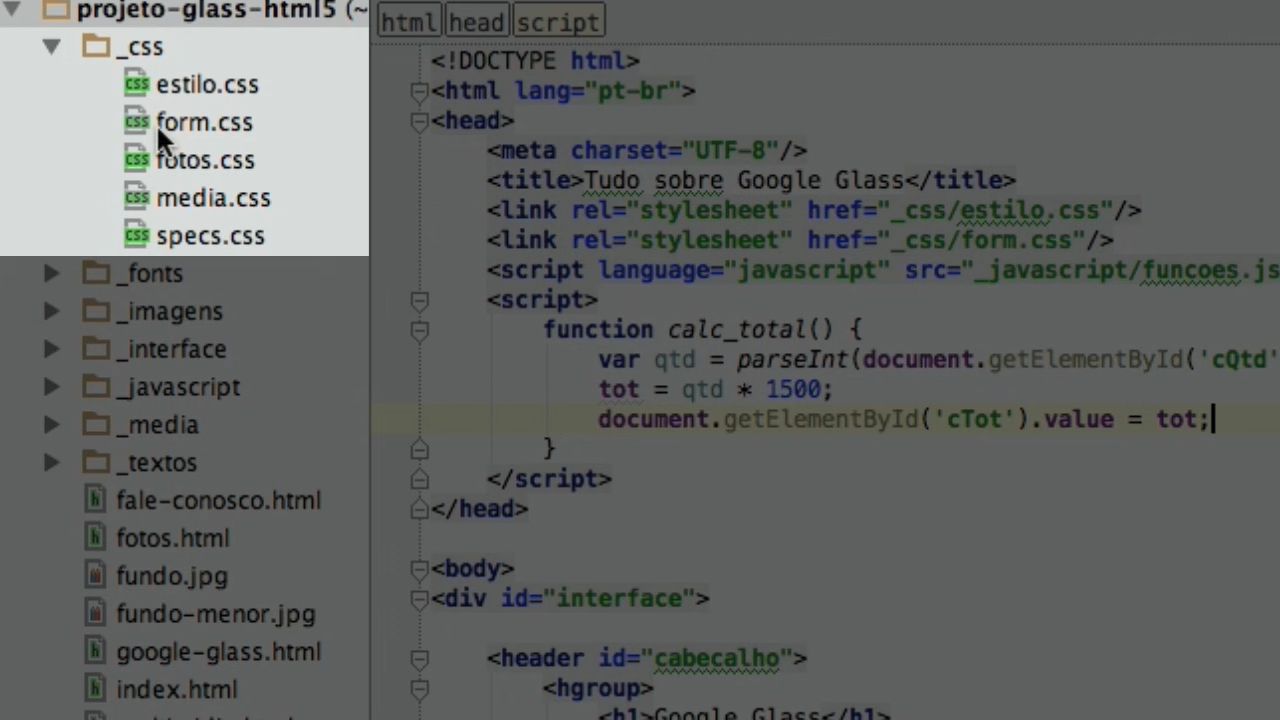 projeto-glass-html5 (~
_css
estilo.css
form.css
fotos.css
media.css
specs.css
_fonts
_imagens
_interface
_javascript
_media
_textos
fale-conosco.html
fotos.html
fundo.jpg
fundo-menor.jpg
google-glass.html
index.html
html head script
<!DOCTYPE html>
<html lang="pt-br">
<head>
<meta charset="UTF-8"/>
<title>Tudo sobre Google Glass</title>
<link rel="stylesheet" href="_css/estilo.css"/>
<link rel="stylesheet" href="_css/form.css"/>
<script language="javascript" src="_javascript/funcoes.js
<script>
function calc_total() {
var qtd = parseInt(document.getElementById('cQtd'
tot = qtd * 1500;
document.getElementById('cTot').value = tot;
}
</script>
</head>
<body>
<div id="interface">
<header id="cabecalho">
<hgroup>
<h1>Google Glass</h1>